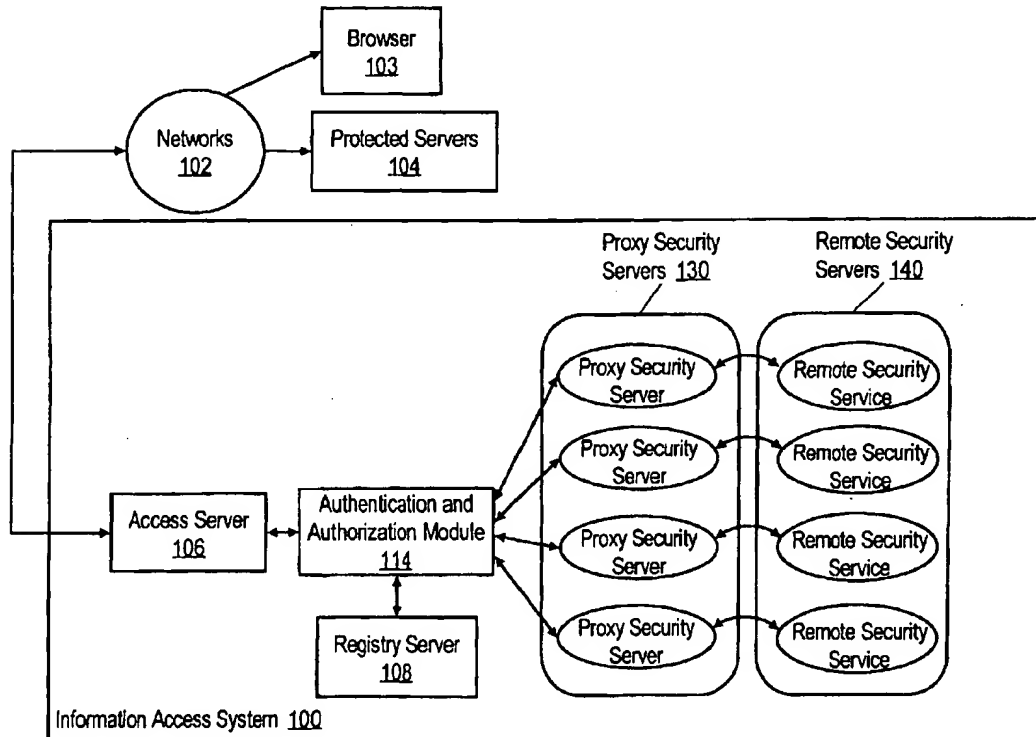 Browser
103
Networks
102
Protected Servers
104
Proxy Security
Servers 130
Remote Security
Servers 140
Proxy Security
Server
Remote Security
Service
Proxy Security
Server
Remote Security
Service
Access Server
106
Authentication and
Authorization Module
114
Proxy Security
Server
Remote Security
Service
Registry Server
108
Proxy Security
Server
Remote Security
Service
Information Access System 100